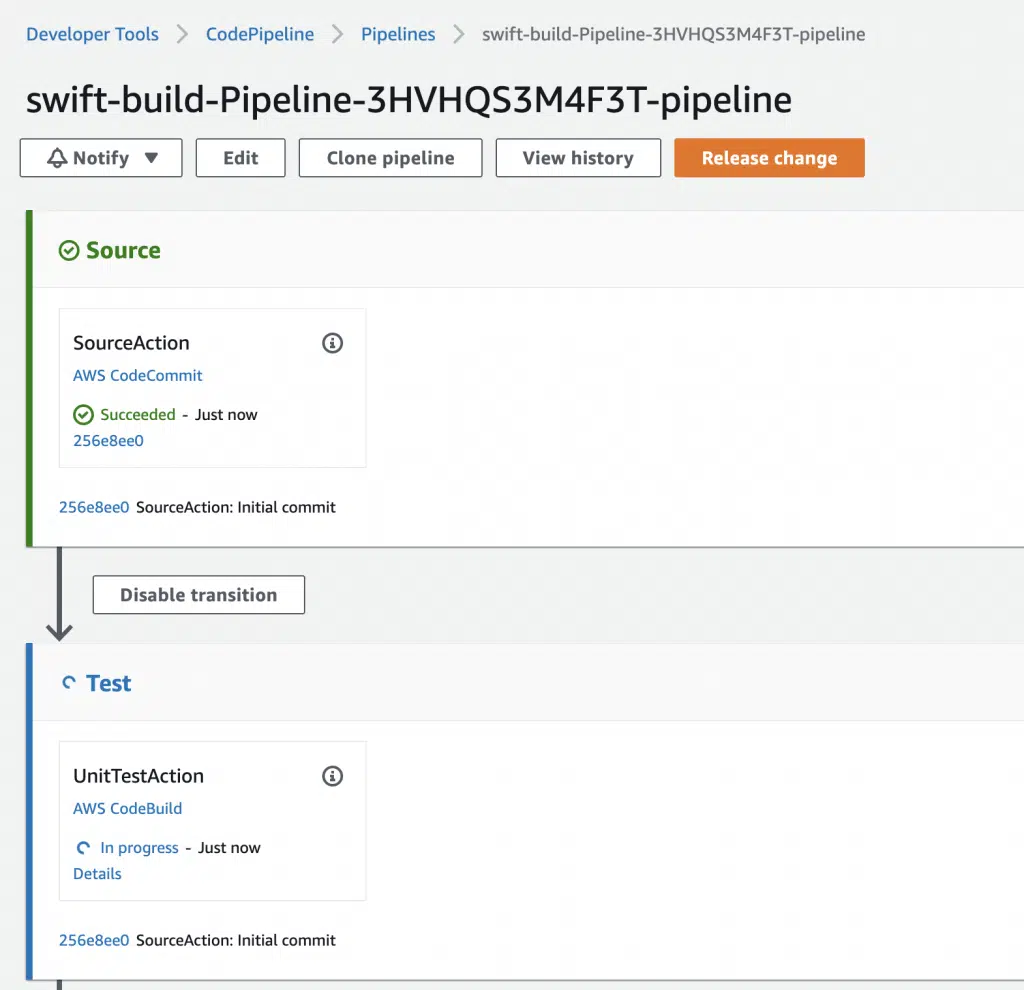 Developer Tools > CodePipeline > Pipelines > swift-build-Pipeline-3HVHQS3M4F3T-pipeline
swift-build-Pipeline-3HVHQS3M4F3T-pipeline
Notify Edit Clone pipeline View history Release change
Source
SourceAction
AWS CodeCommit
Succeeded - Just now
256e8ee0
256e8ee0 SourceAction: Initial commit
Disable transition
Test
UnitTestAction
AWS CodeBuild
In progress - Just now
Details
256e8ee0 SourceAction: Initial commit